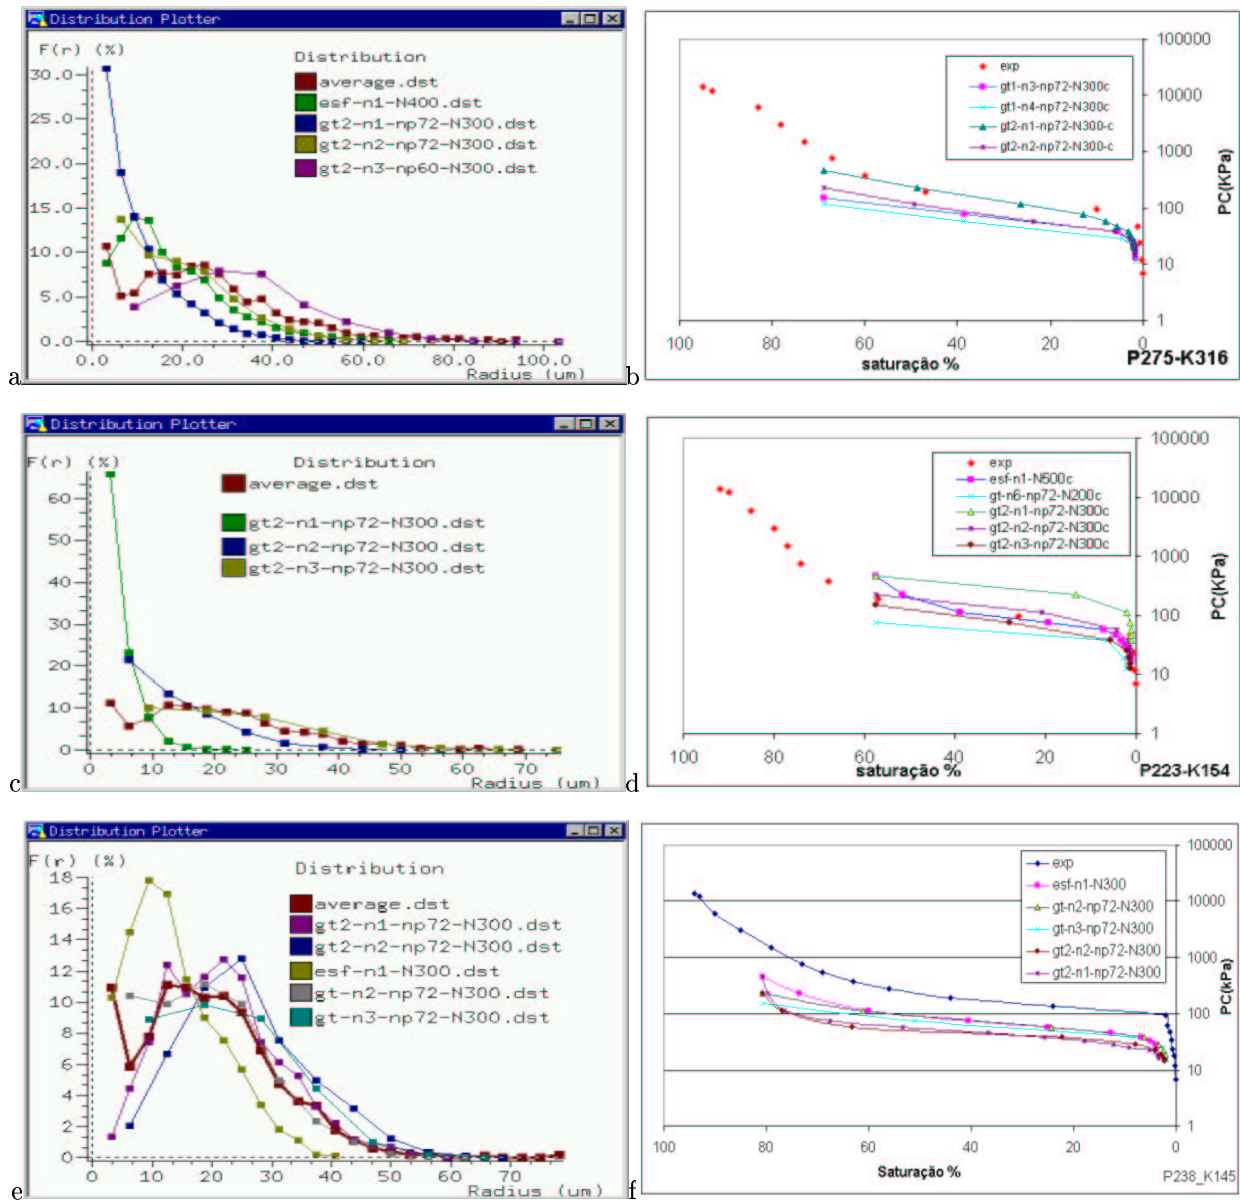 Distribution Plotter
F(r) (%)
Distribution
average.dst
esf-n1-N400.dst
gt2-n1-np72-N300.dst
gt2-n2-np72-N300.dst
gt2-n3-np60-N300.dst
30.0
25.0
20.0
15.0
10.0
5.0
0.0
0.0 20.0 40.0 60.0 80.0 100.0
Radius (um)
a
exp
gt1-n3-np72-N300c
gt1-n4-np72-N300c
gt2-n1-np72-N300-c
gt2-n2-np72-N300-c
100000
10000
1000
100
10
1
PC(KPa)
100 80 60 40 20 0
saturação %
P275-K316
b
Distribution Plotter
F(r) (%)
Distribution
average.dst
gt2-n1-np72-N300.dst
gt2-n2-np72-N300.dst
gt2-n3-np72-N300.dst
60
50
40
30
20
10
0
0 10 20 30 40 50 60 70
Radius (um)
c
exp
esf-n1-N500c
gt-n6-np72-N200c
gt2-n1-np72-N300c
gt2-n2-np72-N300c
gt2-n3-np72-N300c
100000
10000
1000
100
10
1
PC(KPa)
100 80 60 40 20 0
saturação %
P223-K154
d
Distribution Plotter
F(r) (%)
Distribution
average.dst
gt2-n1-np72-N300.dst
gt2-n2-np72-N300.dst
esf-n1-N300.dst
gt-n2-np72-N300.dst
gt-n3-np72-N300.dst
18
16
14
12
10
8
6
4
2
0
0 10 20 30 40 50 60 70
Radius (um)
e
exp
esf-n1-N300
gt-n2-np72-N300
gt-n3-np72-N300
gt2-n2-np72-N300
gt2-n1-np72-N300
100000
10000
1000
100
10
1
PC(kPa)
100 80 60 40 20 0
Saturação %
P238_K145
f